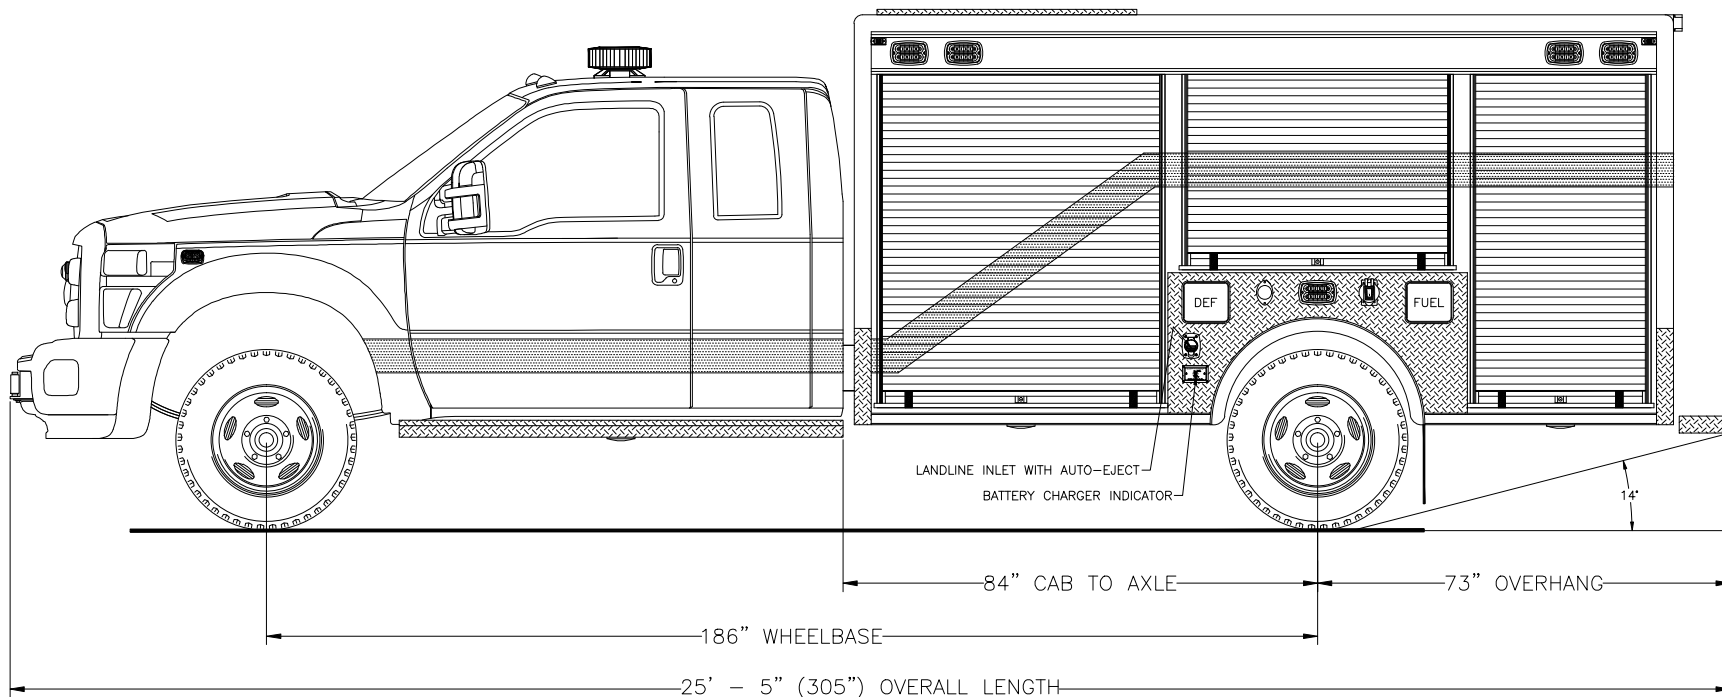 DEF
FUEL
LANDLINE INLET WITH AUTO-EJECT
BATTERY CHARGER INDICATOR
14°
84" CAB TO AXLE
73" OVERHANG
186" WHEELBASE
25' - 5" (305") OVERALL LENGTH